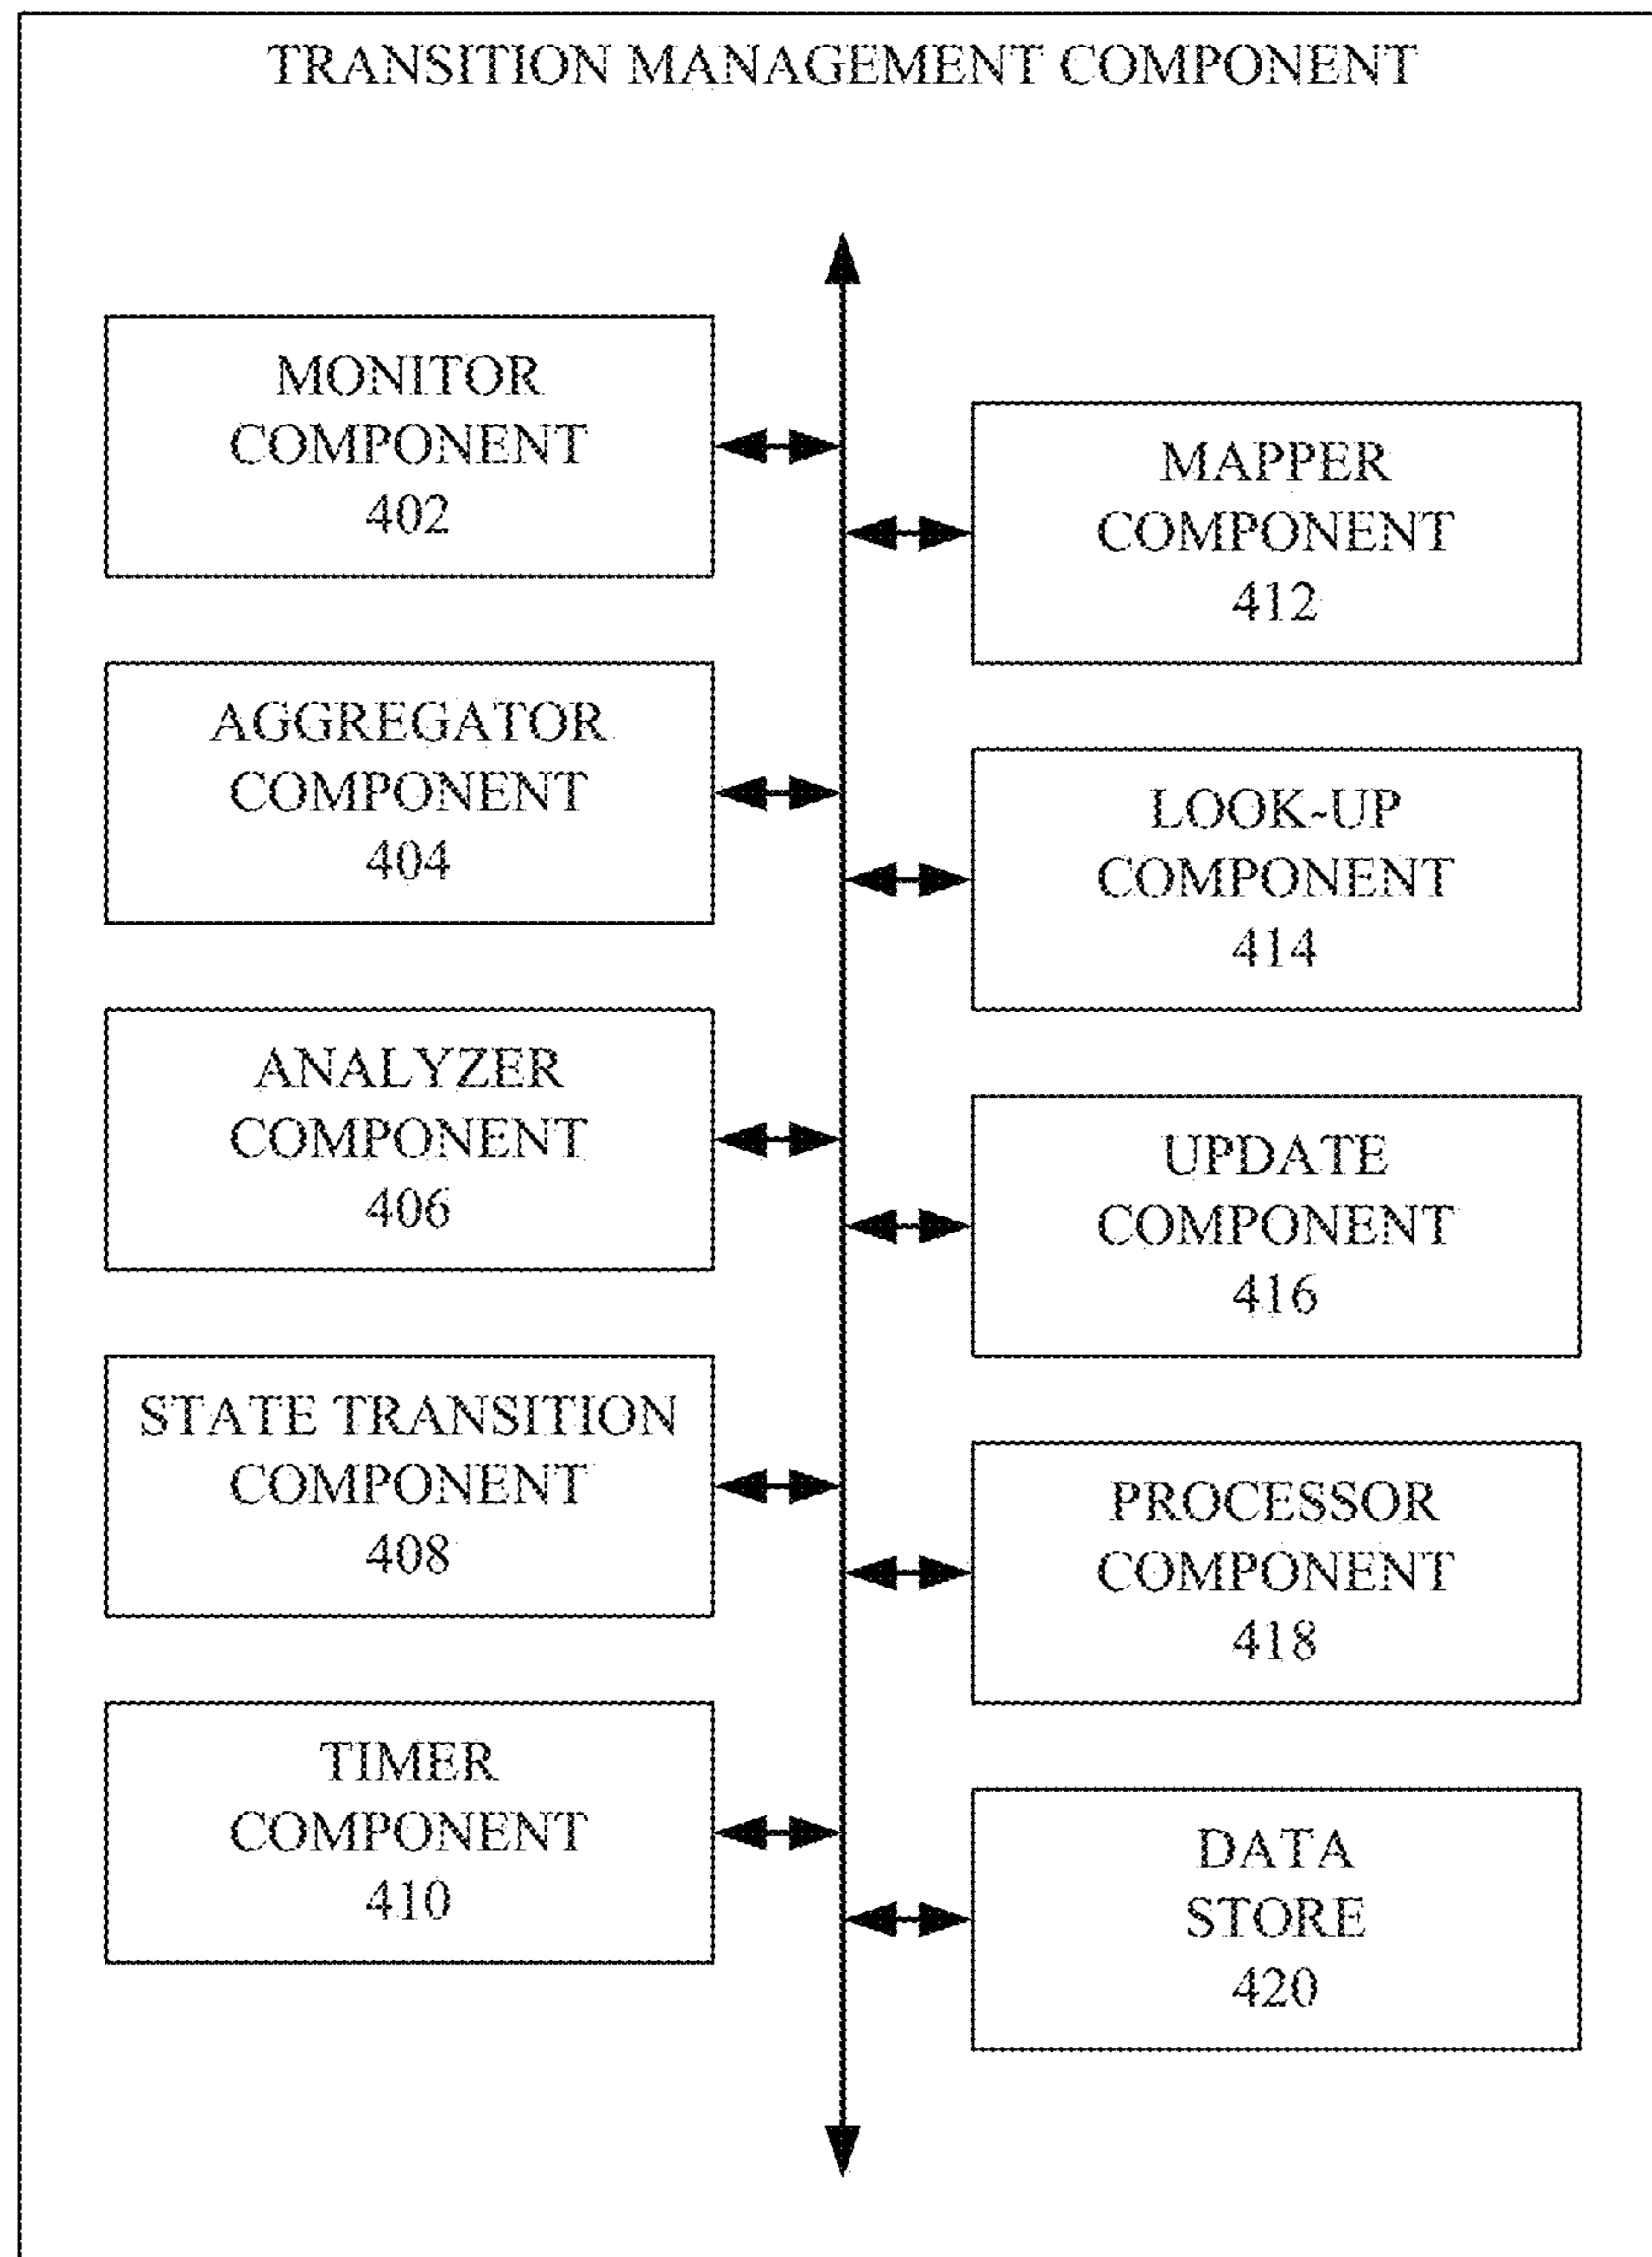 TRANSITION MANAGEMENT COMPONENT
MONITOR
COMPONENT
402
AGGREGATOR
COMPONENT
404
ANALYZER
COMPONENT
406
STATE TRANSITION
COMPONENT
408
TIMER
COMPONENT
410
MAPPER
COMPONENT
412
LOOK-UP
COMPONENT
414
UPDATE
COMPONENT
416
PROCESSOR
COMPONENT
418
DATA
STORE
420